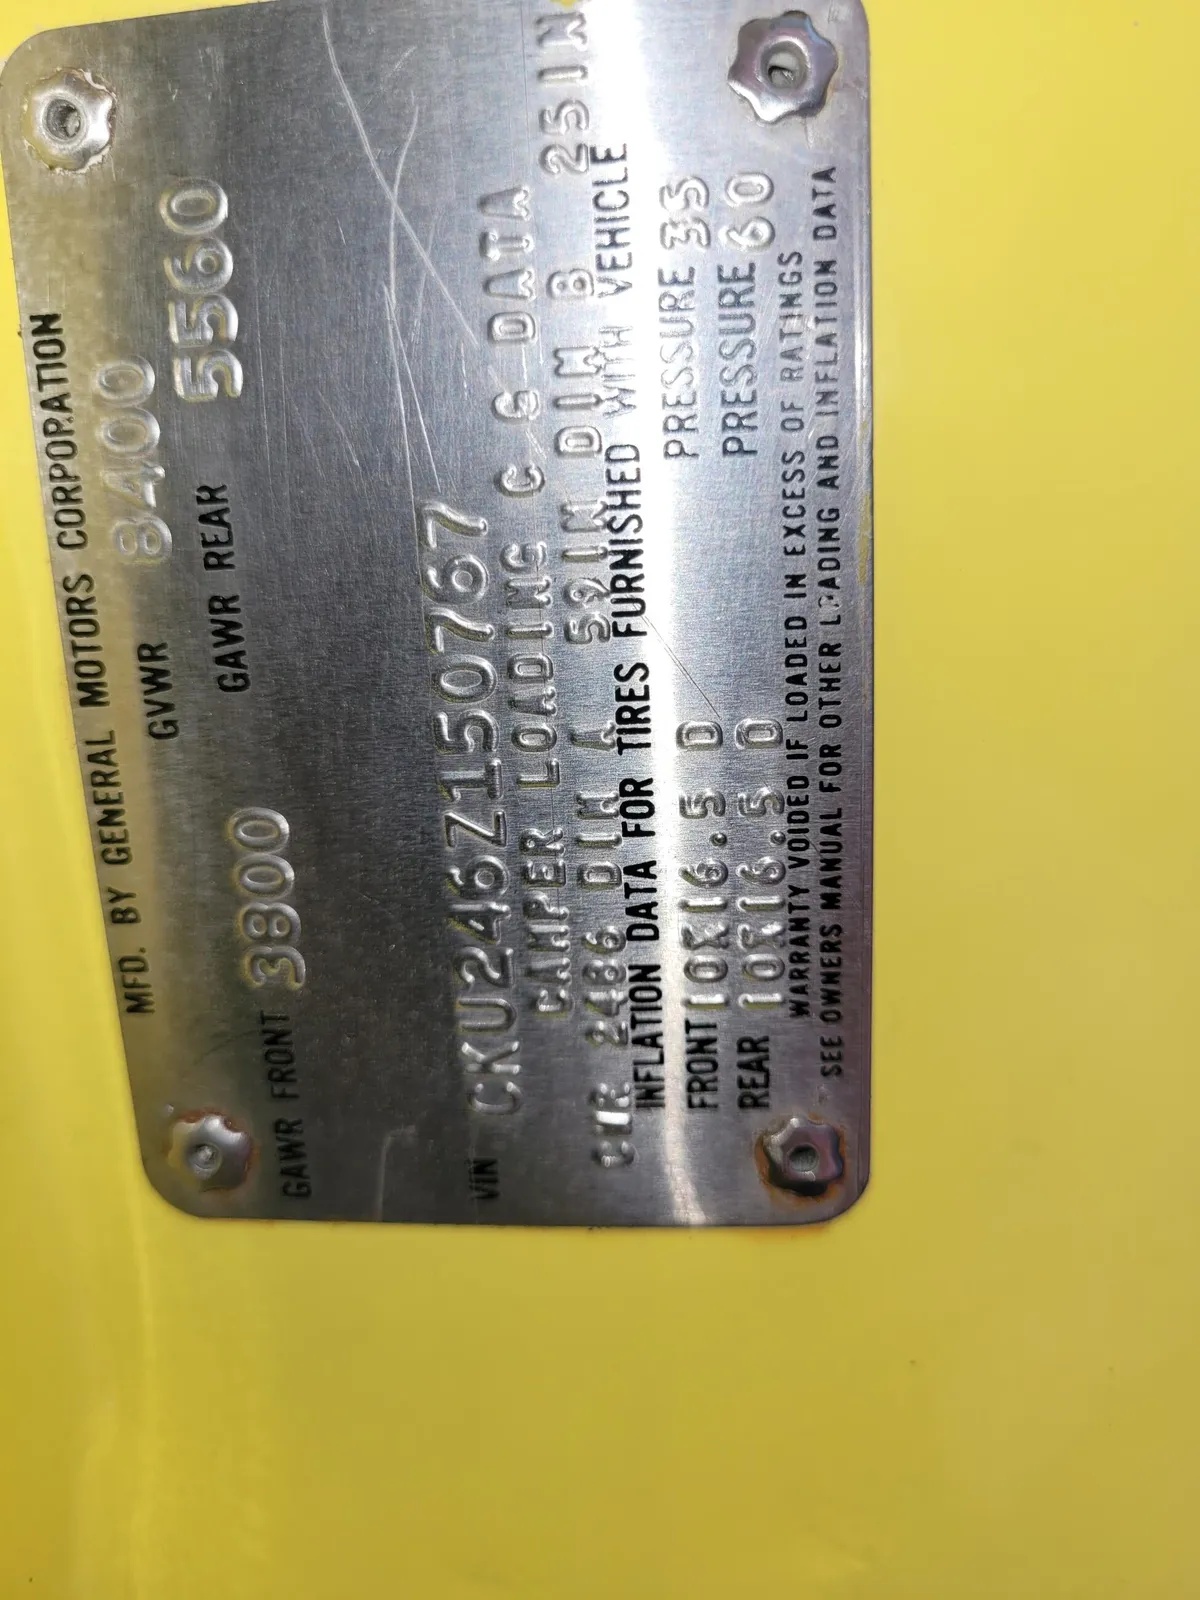 MFD. BY GENERAL MOTORS CORPORATION
GVWR 8400
GAWR FRONT 3800 GAWR REAR 5560
VIN CKU246Z150767
CAMPER LOADING C G DATA
CWR 2486 DIM A 59IN DIM B 25IN
INFLATION DATA FOR TIRES FURNISHED WITH VEHICLE
FRONT 10X16.5 D PRESSURE 35
REAR 10X16.5 D PRESSURE 60
WARRANTY VOIDED IF LOADED IN EXCESS OF RATINGS
SEE OWNERS MANUAL FOR OTHER LOADING AND INFLATION DATA